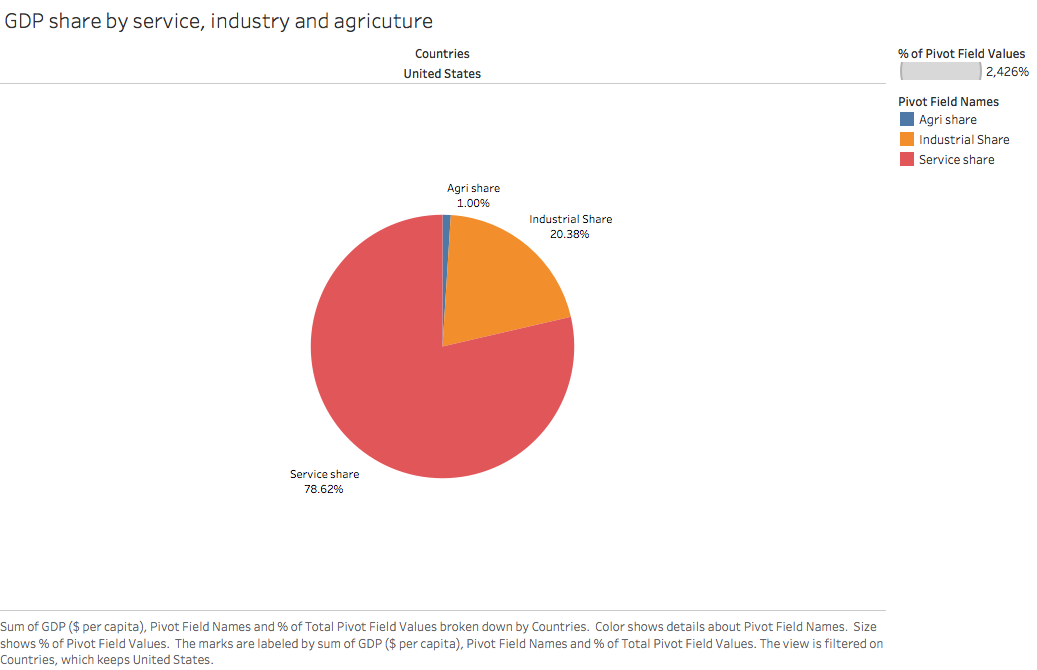 GDP share by service, industry and agricuture
Countries
United States
% of Pivot Field Values
2,426%
Pivot Field Names
Agri share
Industrial Share
Service share
Agri share
1.00%
Industrial Share
20.38%
Service share
78.62%
Sum of GDP ($ per capita), Pivot Field Names and % of Total Pivot Field Values broken down by Countries.  Color shows details about Pivot Field Names.  Size
shows % of Pivot Field Values.  The marks are labeled by sum of GDP ($ per capita), Pivot Field Names and % of Total Pivot Field Values. The view is filtered on
Countries, which keeps United States.